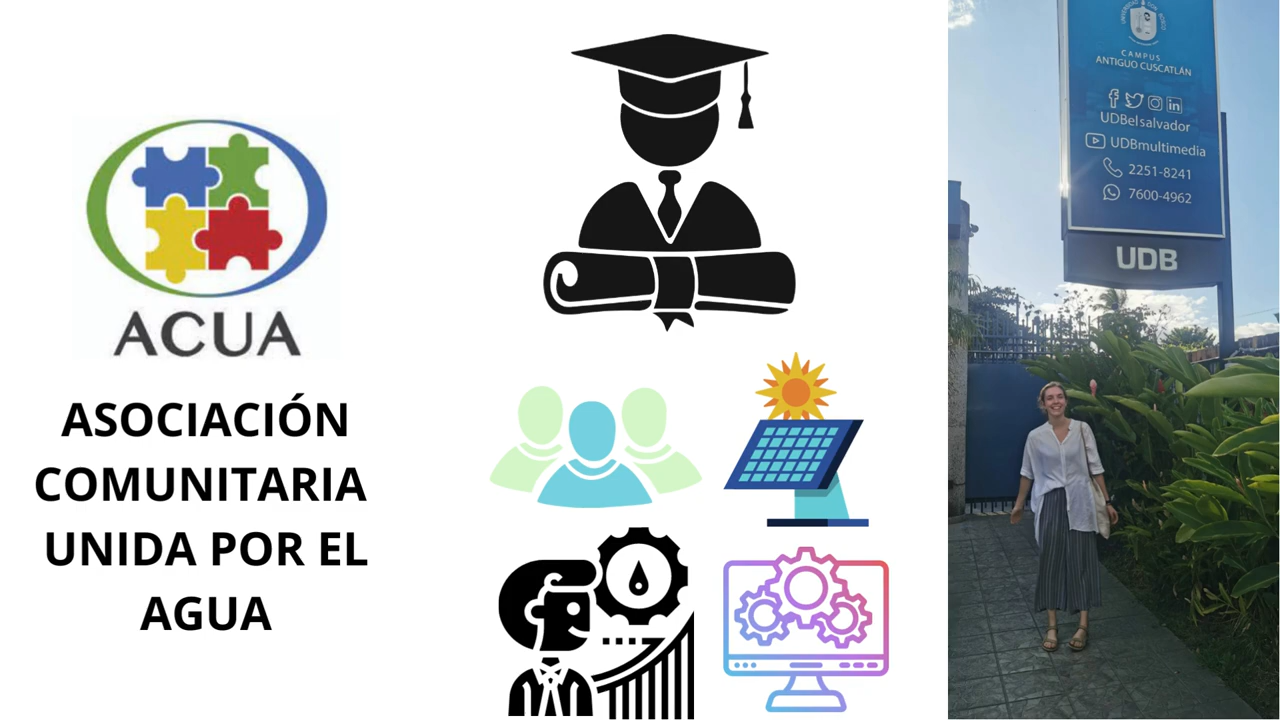 ACUA
ASOCIACIÓN
COMUNITARIA
UNIDA POR EL
AGUA
CAMPUS
ANTIGUO CUSCATLÁN
UDBelsalvador
UDBmultimedia
2251-8241
7600-4962
UDB